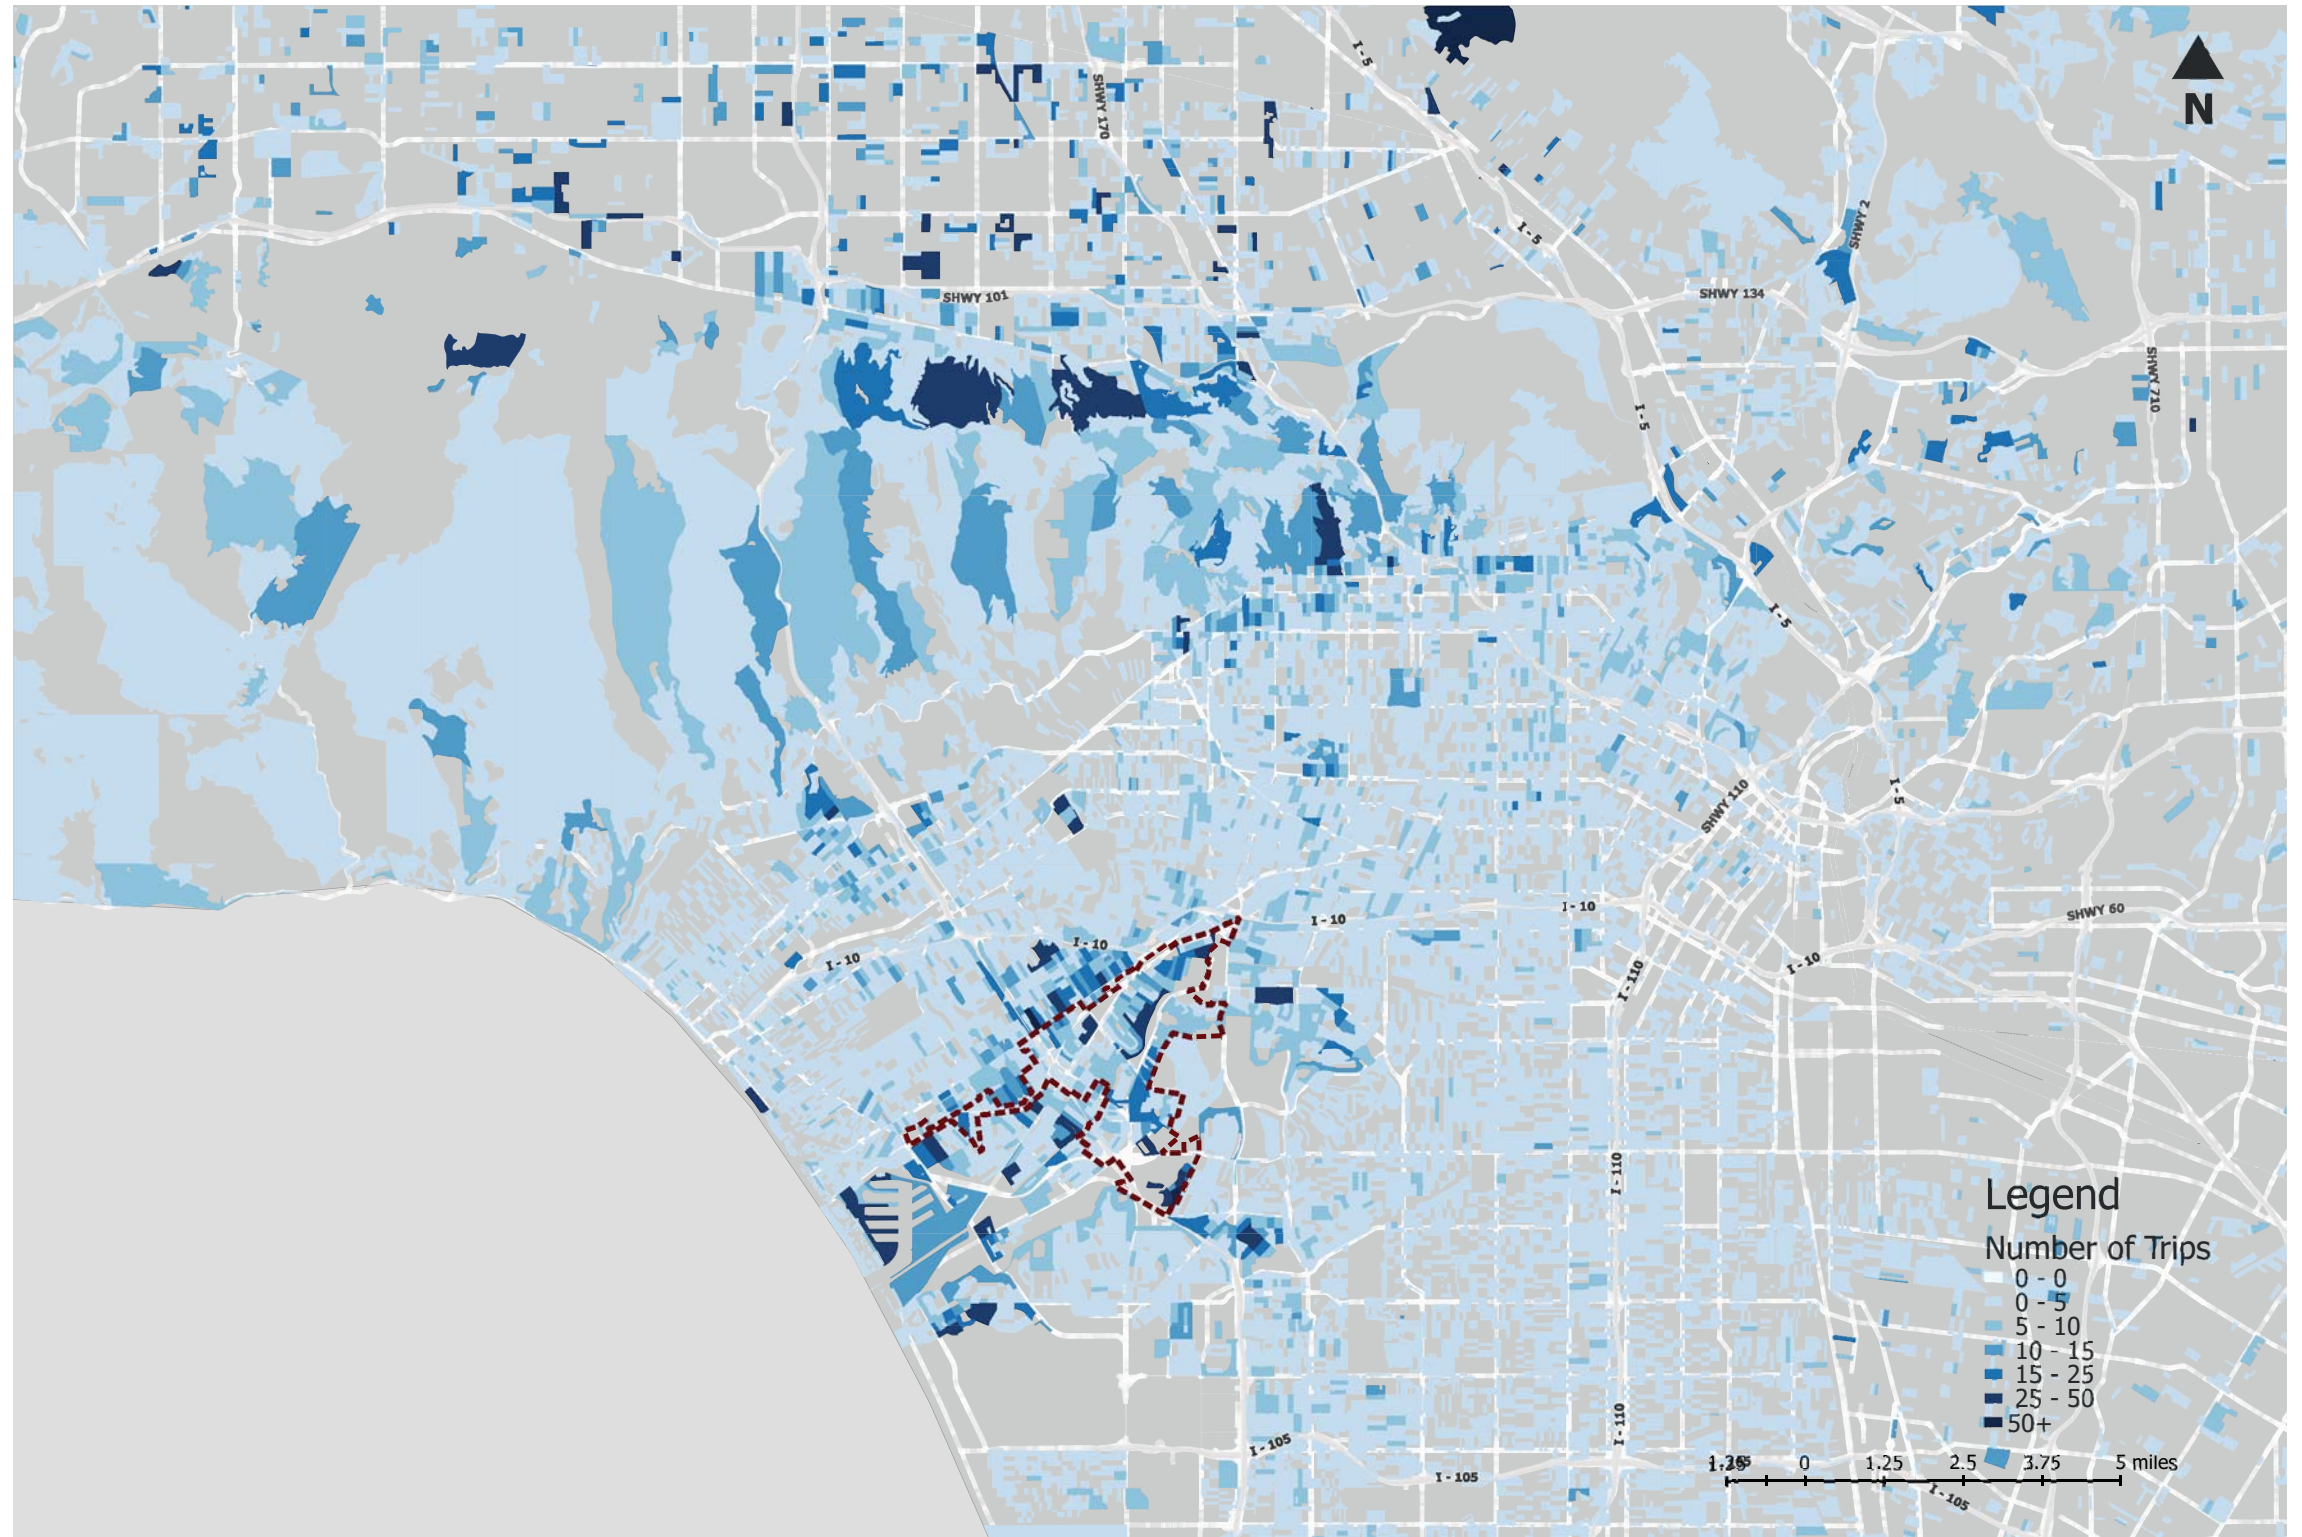 I - 5
N
SHWY 170
I - 5
SHWY 2
SHWY 101
SHWY 134
SHWY 710
I - 5
I - 5
I - 5
SHWY 110
I - 10
I - 10
SHWY 60
I - 10
I - 10
I - 10
I - 110
I - 110
Legend
Number of Trips
0 - 0
0 - 5
5 - 10
10 - 15
15 - 25
25 - 50
50+
I - 110
I - 105
I - 105
0 1.25 2.5 3.75 5 miles
I - 105